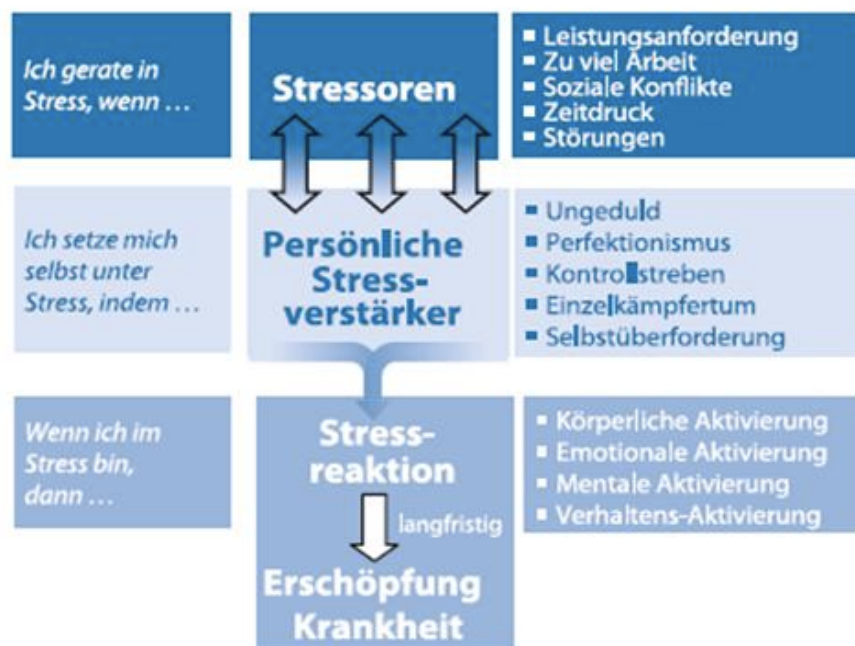 Ich gerate in
Stress, wenn ...
Stressoren
▪ Leistungsanforderung
▪ Zu viel Arbeit
▪ Soziale Konflikte
▪ Zeitdruck
▪ Störungen
Ich setze mich
selbst unter
Stress, indem ...
Persönliche
Stress-
verstärker
▪ Ungeduld
▪ Perfektionismus
▪ Kontrollstreben
▪ Einzelkämpfertum
▪ Selbstüberforderung
Wenn ich im
Stress bin,
dann ...
Stress-
reaktion
langfristig
Erschöpfung
Krankheit
▪ Körperliche Aktivierung
▪ Emotionale Aktivierung
▪ Mentale Aktivierung
▪ Verhaltens-Aktivierung